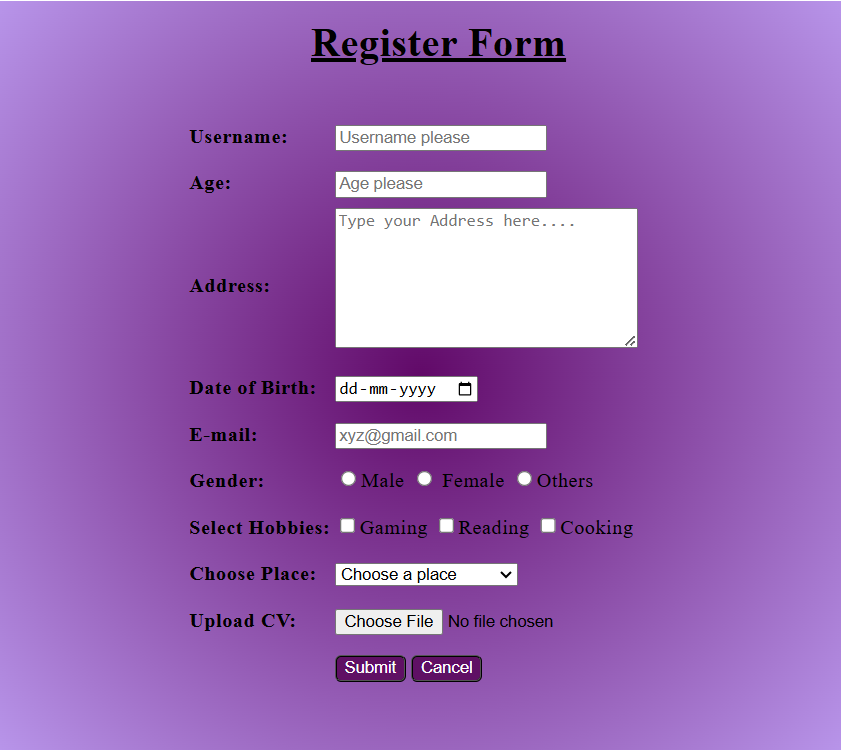 Register Form
Username: Username please
Age: Age please
Address: Type your Address here....
Date of Birth: dd-mm-yyyy
E-mail: xyz@gmail.com
Gender: Male Female Others
Select Hobbies: Gaming Reading Cooking
Choose Place: Choose a place
Upload CV: Choose File No file chosen
Submit Cancel